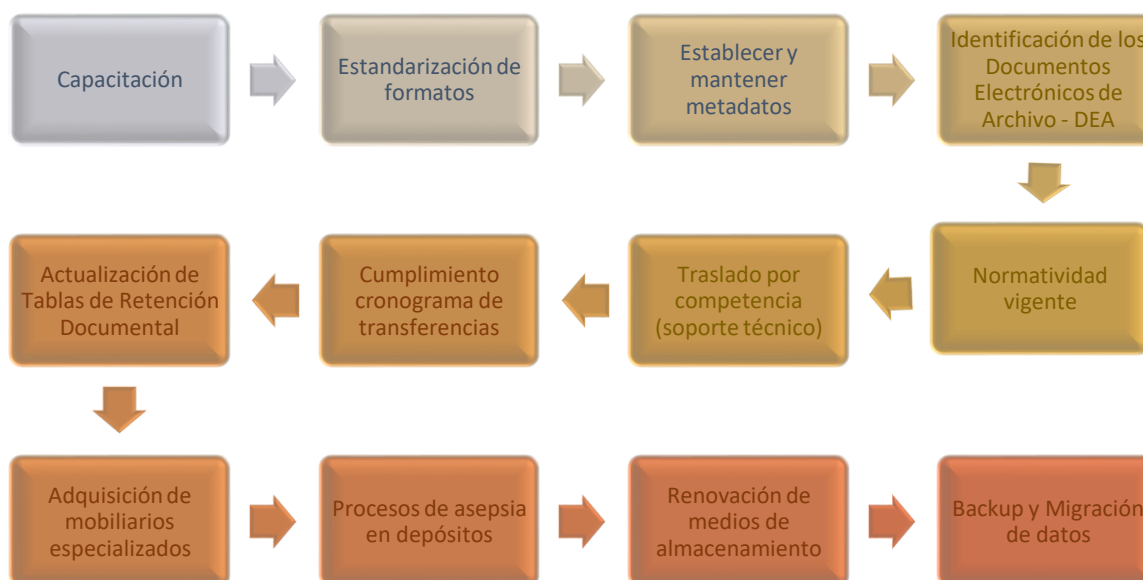 Capacitación
Estandarización de
formatos
Establecer y
mantener
metadatos
Identificación de los
Documentos
Electrónicos de
Archivo - DEA
Normatividad
vigente
Traslado por
competencia
(soporte técnico)
Cumplimiento
cronograma de
transferencias
Actualización de
Tablas de Retención
Documental
Adquisición de
mobiliarios
especializados
Procesos de asepsia
en depósitos
Renovación de
medios de
almacenamiento
Backup y Migración
de datos